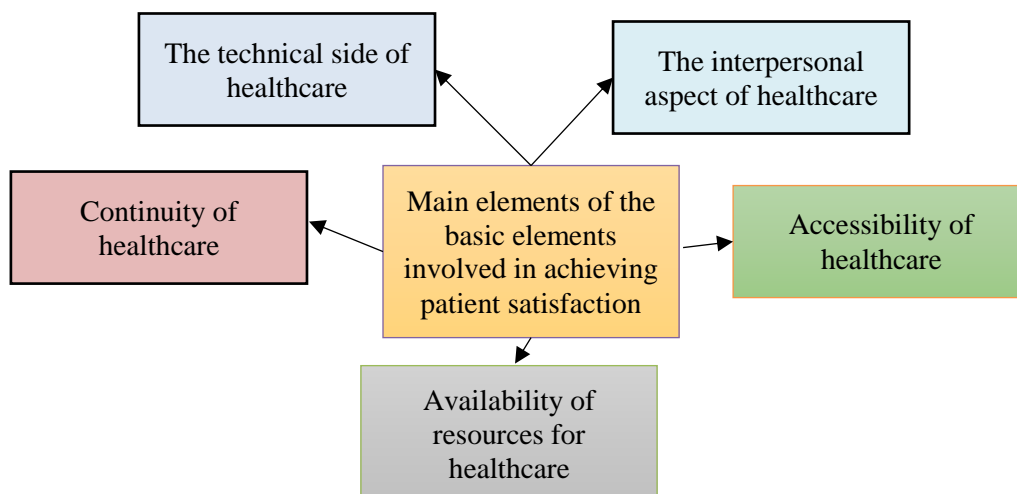 The technical side of
healthcare
The interpersonal
aspect of healthcare
Continuity of
healthcare
Main elements of the
basic elements
involved in achieving
patient satisfaction
Accessibility of
healthcare
Availability of
resources for
healthcare